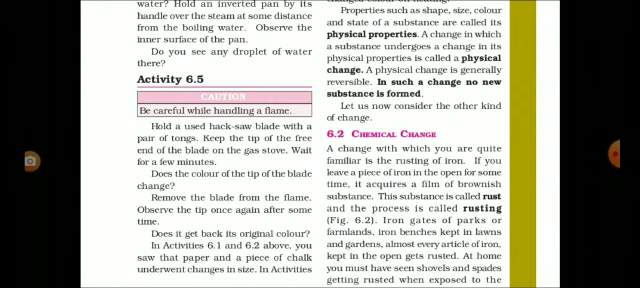 water? Hold an inverted pan by its
handle over the steam at some distance
from the boiling water. Observe the
inner surface of the pan.
Do you see any droplet of water
there?
Activity 6.5
CAUTION
Be careful while handling a flame.
Hold a used hack-saw blade with a
pair of tongs. Keep the tip of the free
end of the blade on the gas stove. Wait
for a few minutes.
Does the colour of the tip of the blade
change?
Remove the blade from the flame.
Observe the tip once again after some
time.
Does it get back its original colour?
In Activities 6.1 and 6.2 above, you
saw that paper and a piece of chalk
underwent changes in size. In Activities
changed colour on heating.
Properties such as shape, size, colour
and state of a substance are called its
physical properties. A change in which
a substance undergoes a change in its
physical properties is called a physical
change. A physical change is generally
reversible. In such a change no new
substance is formed.
Let us now consider the other kind
of change.
6.2 CHEMICAL CHANGE
A change with which you are quite
familiar is the rusting of iron. If you
leave a piece of iron in the open for some
time, it acquires a film of brownish
substance. This substance is called rust
and the process is called rusting
(Fig. 6.2). Iron gates of parks or
farmlands, iron benches kept in lawns
and gardens, almost every article of iron,
kept in the open gets rusted. At home
you must have seen shovels and spades
getting rusted when exposed to the